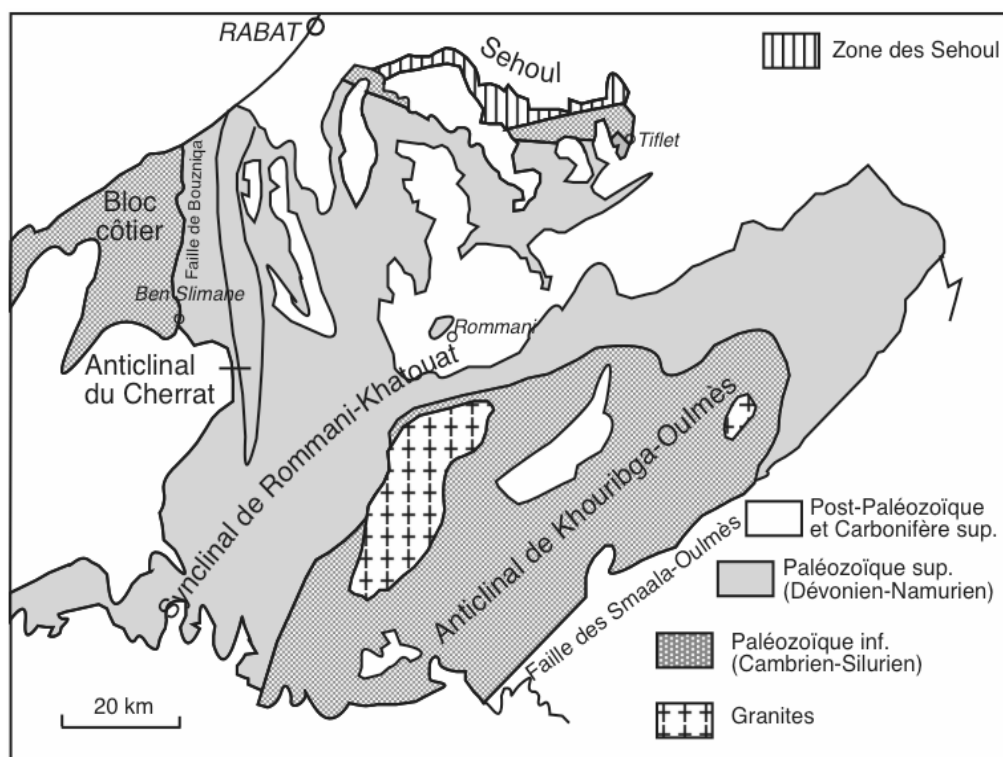 RABAT
Sehoul
Zone des Sehoul
Tiflet
Bloc
côtier
Faille de Bouzniqa
Ben Slimane
Rommani
Anticlinal
du Cherrat
Synclinal de Rommani-Khatouat
Anticlinal de Khouribga-Oulmès
Faille des Smaala-Oulmès
Post-Paléozoïque
et Carbonifère sup.
Paléozoïque sup.
(Dévonien-Namurien)
Paléozoïque inf.
(Cambrien-Silurien)
Granites
20 km